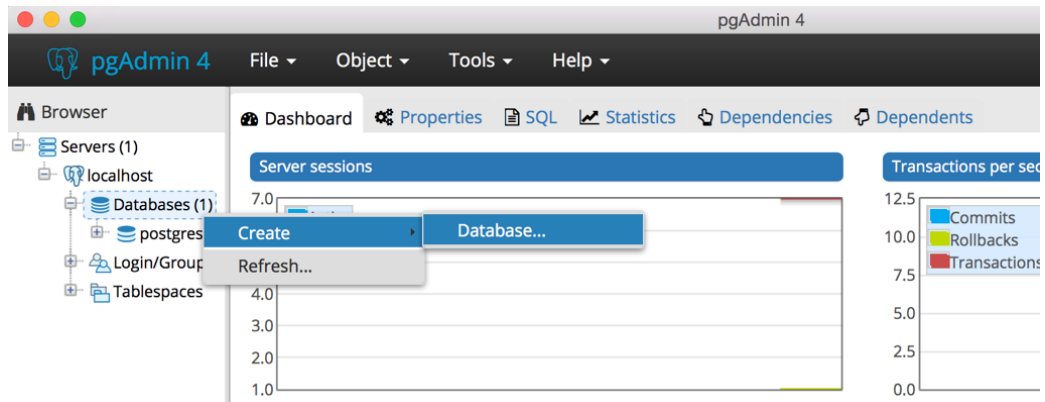 pgAdmin 4
pgAdmin 4
File
Object
Tools
Help
Browser
Dashboard
Properties
SQL
Statistics
Dependencies
Dependents
Servers (1)
localhost
Databases (1)
postgres
Login/Group
Tablespaces
Create
Database...
Refresh...
Server sessions
7.0
4.0
3.0
2.0
1.0
Transactions per sec
12.5
10.0
7.5
5.0
2.5
0.0
Commits
Rollbacks
Transactions